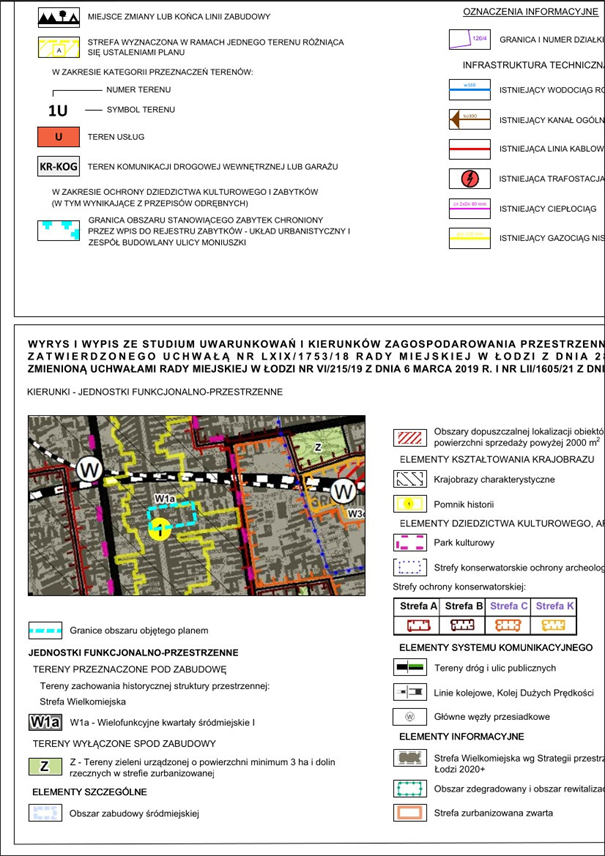 MIEJSCE ZMIANY LUB KOŃCA LINII ZABUDOWY
A
STREFA WYZNACZONA W RAMACH JEDNEGO TERENU RÓŻNIĄCA
SIĘ USTALENIAMI PLANU
W ZAKRESIE KATEGORII PRZEZNACZEŃ TERENÓW:
NUMER TERENU
1U
SYMBOL TERENU
U
TEREN USŁUG
KR-KOG
TEREN KOMUNIKACJI DROGOWEJ WEWNĘTRZNEJ LUB GARAŻU
W ZAKRESIE OCHRONY DZIEDZICTWA KULTUROWEGO I ZABYTKÓW
(W TYM WYNIKAJĄCE Z PRZEPISÓW ODRĘBNYCH)
GRANICA OBSZARU STANOWIĄCEGO ZABYTEK CHRONIONY
PRZEZ WPIS DO REJESTRU ZABYTKÓW - UKŁAD URBANISTYCZNY I
ZESPÓŁ BUDOWLANY ULICY MONIUSZKI
OZNACZENIA INFORMACYJNE
126/4
GRANICA I NUMER DZIAŁKI
INFRASTRUKTURA TECHNICZN
ISTNIEJĄCY WODOCIĄG RO
ISTNIEJĄCY KANAŁ OGÓLN
ISTNIEJĄCA LINIA KABLOW
ISTNIEJĄCA TRAFOSTACJA
ISTNIEJĄCY CIEPŁOCIĄG
ISTNIEJĄCY GAZOCIĄG NIS
WYRYS I WYPIS ZE STUDIUM UWARUNKOWAŃ I KIERUNKÓW ZAGOSPODAROWANIA PRZESTRZENN
ZATWIERDZONEGO UCHWAŁĄ NR LXIX/1753/18 RADY MIEJSKIEJ W ŁODZI Z DNIA 28
ZMIENIONĄ UCHWAŁAMI RADY MIEJSKIEJ W ŁODZI NR VI/215/19 Z DNIA 6 MARCA 2019 R. I NR LII/1605/21 Z DNI
KIERUNKI - JEDNOSTKI FUNKCJONALNO-PRZESTRZENNE
W
W1a
1
Z
W
Granice obszaru objętego planem
JEDNOSTKI FUNKCJONALNO-PRZESTRZENNE
TERENY PRZEZNACZONE POD ZABUDOWĘ
Tereny zachowania historycznej struktury przestrzennej:
Strefa Wielkomiejska
W1a
W1a - Wielofunkcyjne kwartały śródmiejskie I
TERENY WYŁĄCZONE SPOD ZABUDOWY
Z
Z - Tereny zieleni urządzonej o powierzchni minimum 3 ha i dolin
rzecznych w strefie zurbanizowanej
ELEMENTY SZCZEGÓLNE
Obszar zabudowy śródmiejskiej
Obszary dopuszczalnej lokalizacji obiektó
powierzchni sprzedaży powyżej 2000 m²
ELEMENTY KSZTAŁTOWANIA KRAJOBRAZU
Krajobrazy charakterystyczne
Pomnik historii
ELEMENTY DZIEDZICTWA KULTUROWEGO, AR
Park kulturowy
Strefy konserwatorskie ochrony archeolog
Strefy ochrony konserwatorskiej:
Strefa A Strefa B Strefa C Strefa K
ELEMENTY SYSTEMU KOMUNIKACYJNEGO
Tereny dróg i ulic publicznych
Linie kolejowe, Kolej Dużych Prędkości
W
Główne węzły przesiadkowe
ELEMENTY INFORMACYJNE
Strefa Wielkomiejska wg Strategii przestrz
Łodzi 2020+
Obszar zdegradowany i obszar rewitaliza
Strefa zurbanizowana zwarta